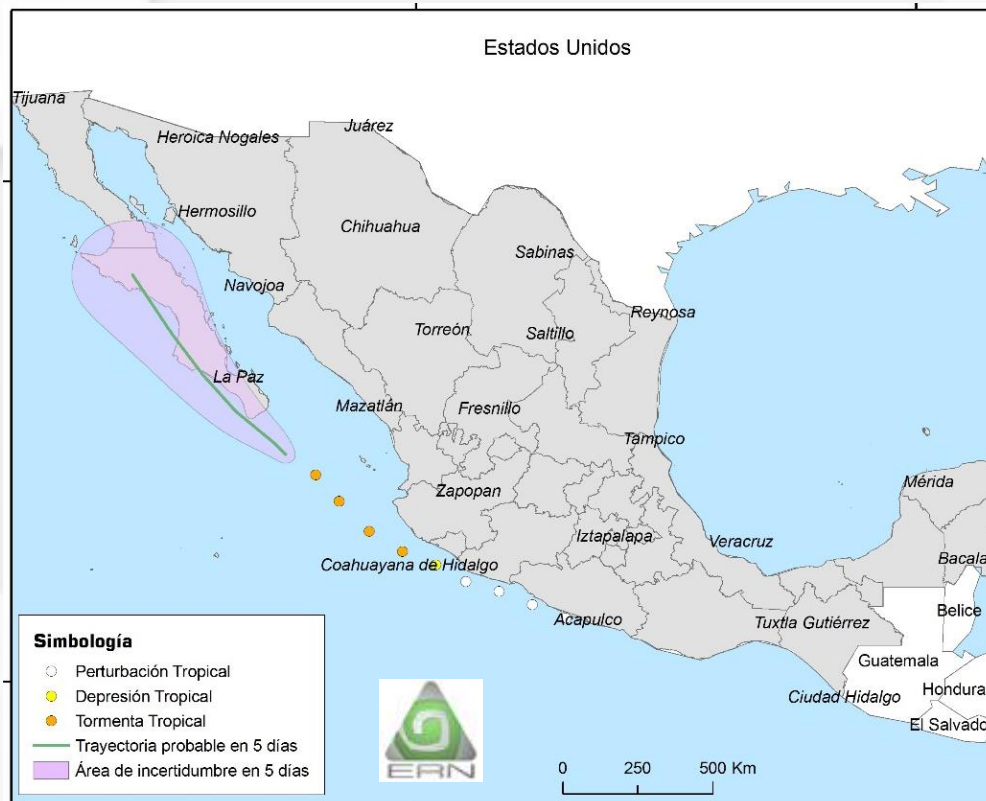 Estados Unidos
Tijuana
Heroica Nogales
Juárez
Hermosillo
Chihuahua
Sabinas
Navojoa
Reynosa
Torreón
Saltillo
La Paz
Mazatlán
Fresnillo
Tampico
Zapopan
Mérida
Iztapalapa
Veracruz
Coahuayana de Hidalgo
Bacala
Acapulco
Tuxtla Gutiérrez
Belice
Guatemala
Ciudad Hidalgo
Hondura
El Salvado
Simbología
Perturbación Tropical
Depresión Tropical
Tormenta Tropical
Trayectoria probable en 5 días
Área de incertidumbre en 5 días
ERN
0 250 500 Km